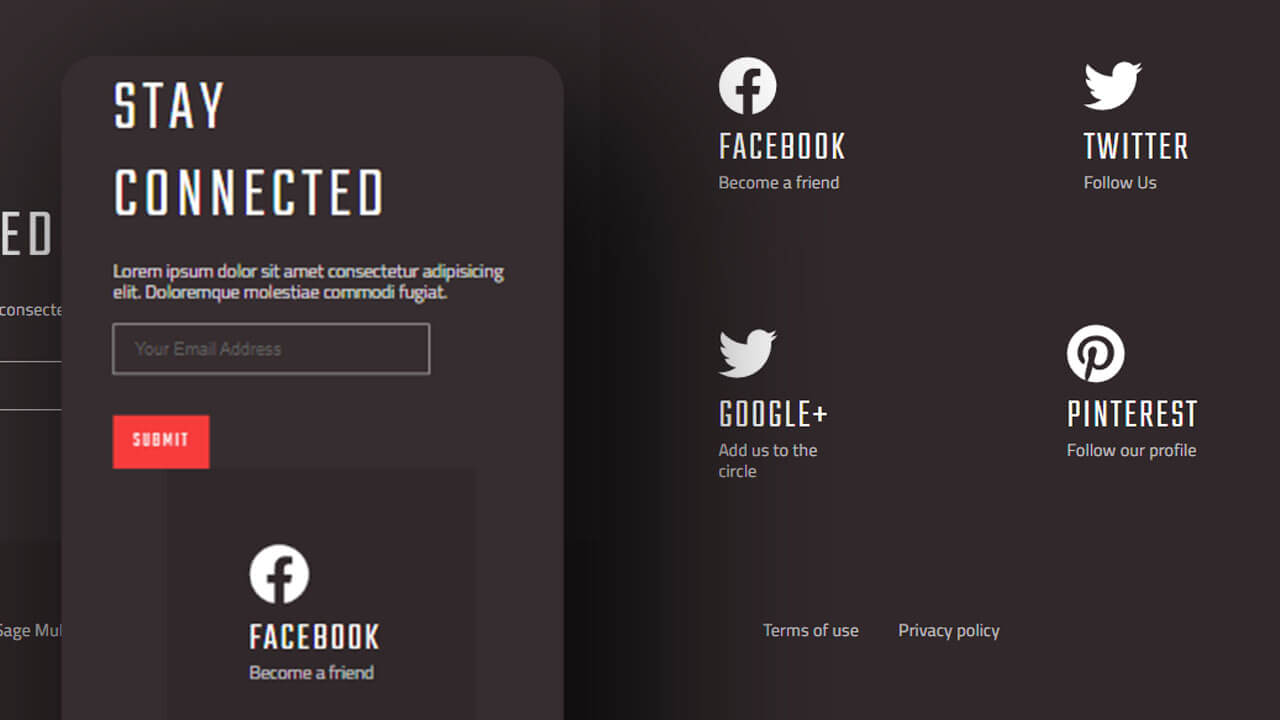 STAY
CONNECTED
Lorem ipsum dolor sit amet consectetur adipisicing
elit. Doloremque molestiae commodi fugiat.
Your Email Address
SUBMIT
FACEBOOK
Become a friend
ED
consecte
Sage Mul
FACEBOOK
Become a friend
TWITTER
Follow Us
GOOGLE+
Add us to the
circle
PINTEREST
Follow our profile
Terms of use
Privacy policy